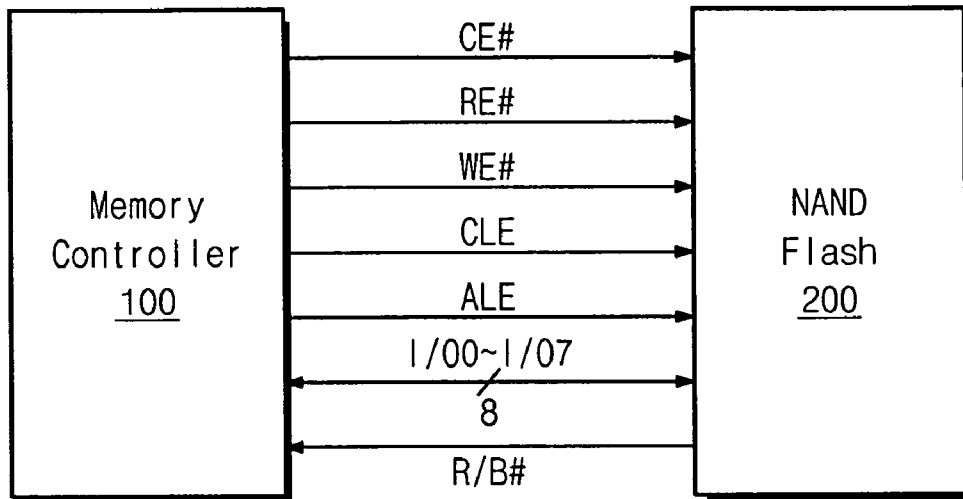 CE#
RE#
WE#
CLE
ALE
I/O0~I/O7
8
R/B#
Memory
Controller
100
NAND
Flash
200